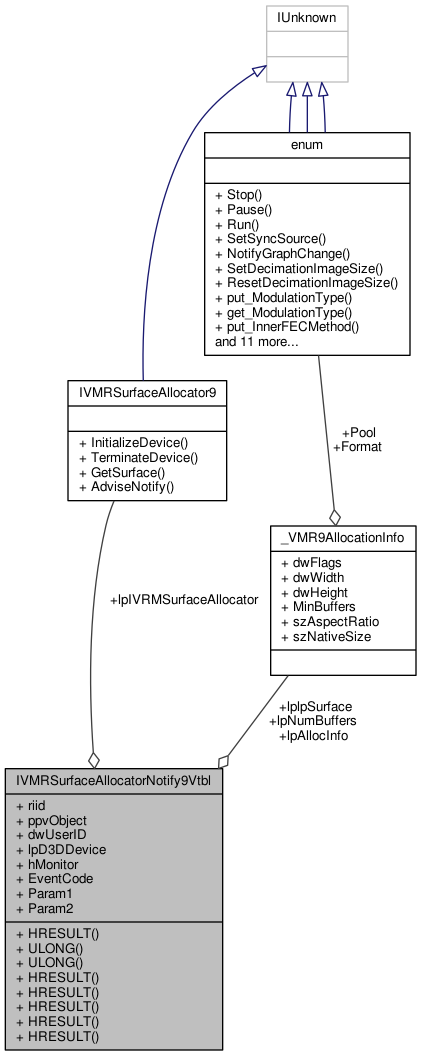 IUnknown
enum
+ Stop()
+ Pause()
+ Run()
+ SetSyncSource()
+ NotifyGraphChange()
+ SetDecimationImageSize()
+ ResetDecimationImageSize()
+ put_ModulationType()
+ get_ModulationType()
+ put_InnerFECMethod()
and 11 more...
IVMRSurfaceAllocator9
+ InitializeDevice()
+ TerminateDevice()
+ GetSurface()
+ AdviseNotify()
+Pool
+Format
_VMR9AllocationInfo
+ dwFlags
+ dwWidth
+ dwHeight
+ MinBuffers
+ szAspectRatio
+ szNativeSize
+lpIVRMSurfaceAllocator
+lplpSurface
+lpNumBuffers
+lpAllocInfo
IVMRSurfaceAllocatorNotify9Vtbl
+ riid
+ ppvObject
+ dwUserID
+ lpD3DDevice
+ hMonitor
+ EventCode
+ Param1
+ Param2
+ HRESULT()
+ ULONG()
+ ULONG()
+ HRESULT()
+ HRESULT()
+ HRESULT()
+ HRESULT()
+ HRESULT()